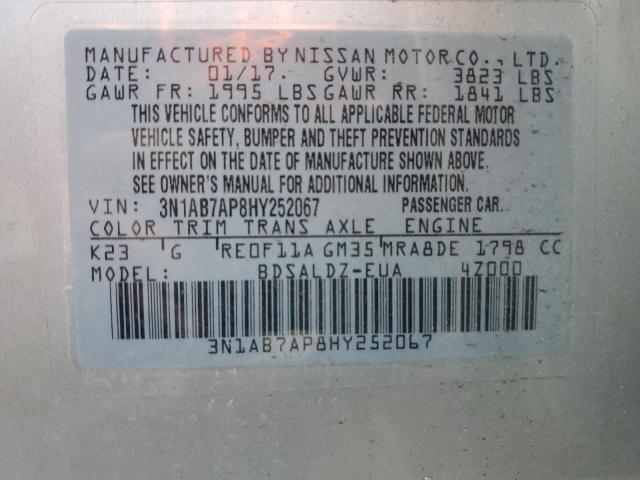 MANUFACTURED BY NISSAN MOTOR CO., LTD.
DATE: 01/17. GVWR: 3823 LBS
GAWR FR: 1995 LBS GAWR RR: 1841 LBS
THIS VEHICLE CONFORMS TO ALL APPLICABLE FEDERAL MOTOR
VEHICLE SAFETY, BUMPER AND THEFT PREVENTION STANDARDS
IN EFFECT ON THE DATE OF MANUFACTURE SHOWN ABOVE.
SEE OWNER'S MANUAL FOR ADDITIONAL INFORMATION.
VIN: 3N1AB7AP8HY252067 PASSENGER CAR.
COLOR TRIM TRANS AXLE ENGINE
K23 G RE0F11A GM35 MRA8DE 1798 CC
MODEL: BDSALDZ-EUA 4Z000
3N1AB7AP8HY252067